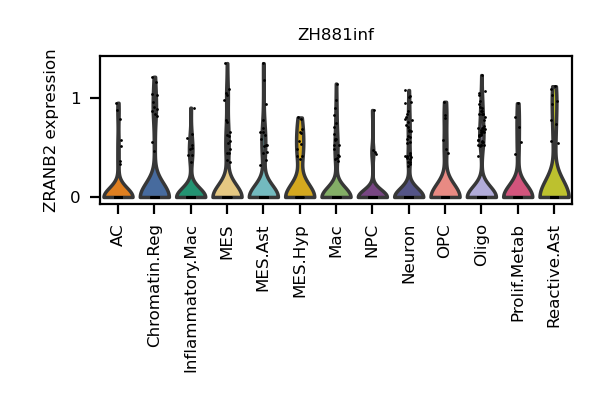 ZH881inf
ZRANB2 expression
1
0
AC
Chromatin.Reg
Inflammatory.Mac
MES
MES.Ast
MES.Hyp
Mac
NPC
Neuron
OPC
Oligo
Prolif.Metab
Reactive.Ast